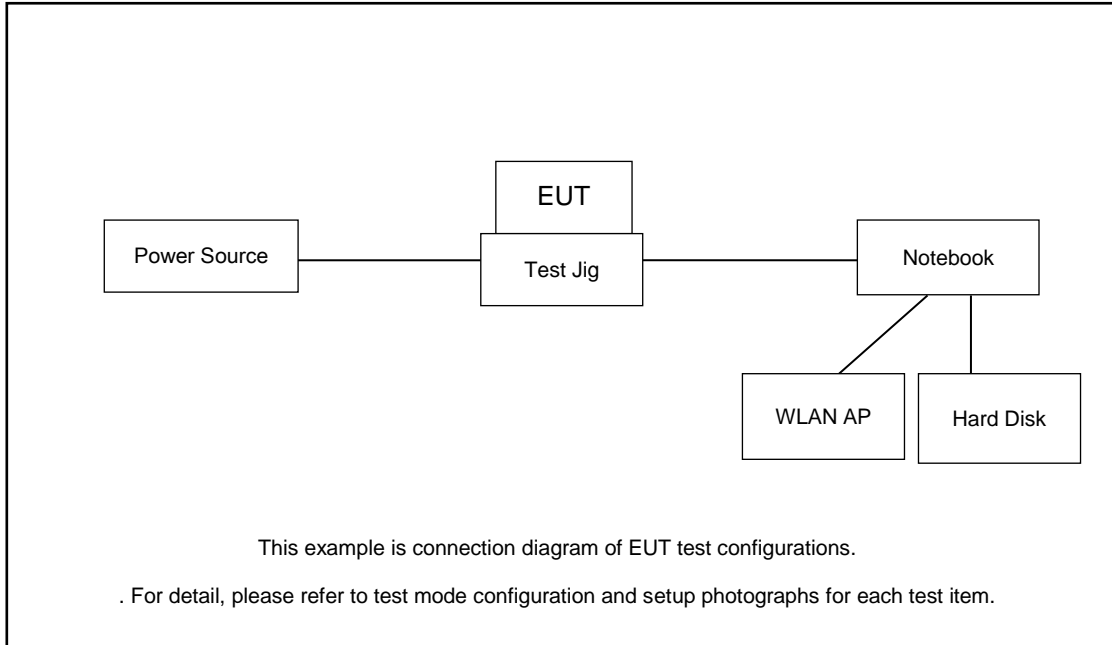 EUT
Power Source
Test Jig
Notebook
WLAN AP
Hard Disk
This example is connection diagram of EUT test configurations.
. For detail, please refer to test mode configuration and setup photographs for each test item.